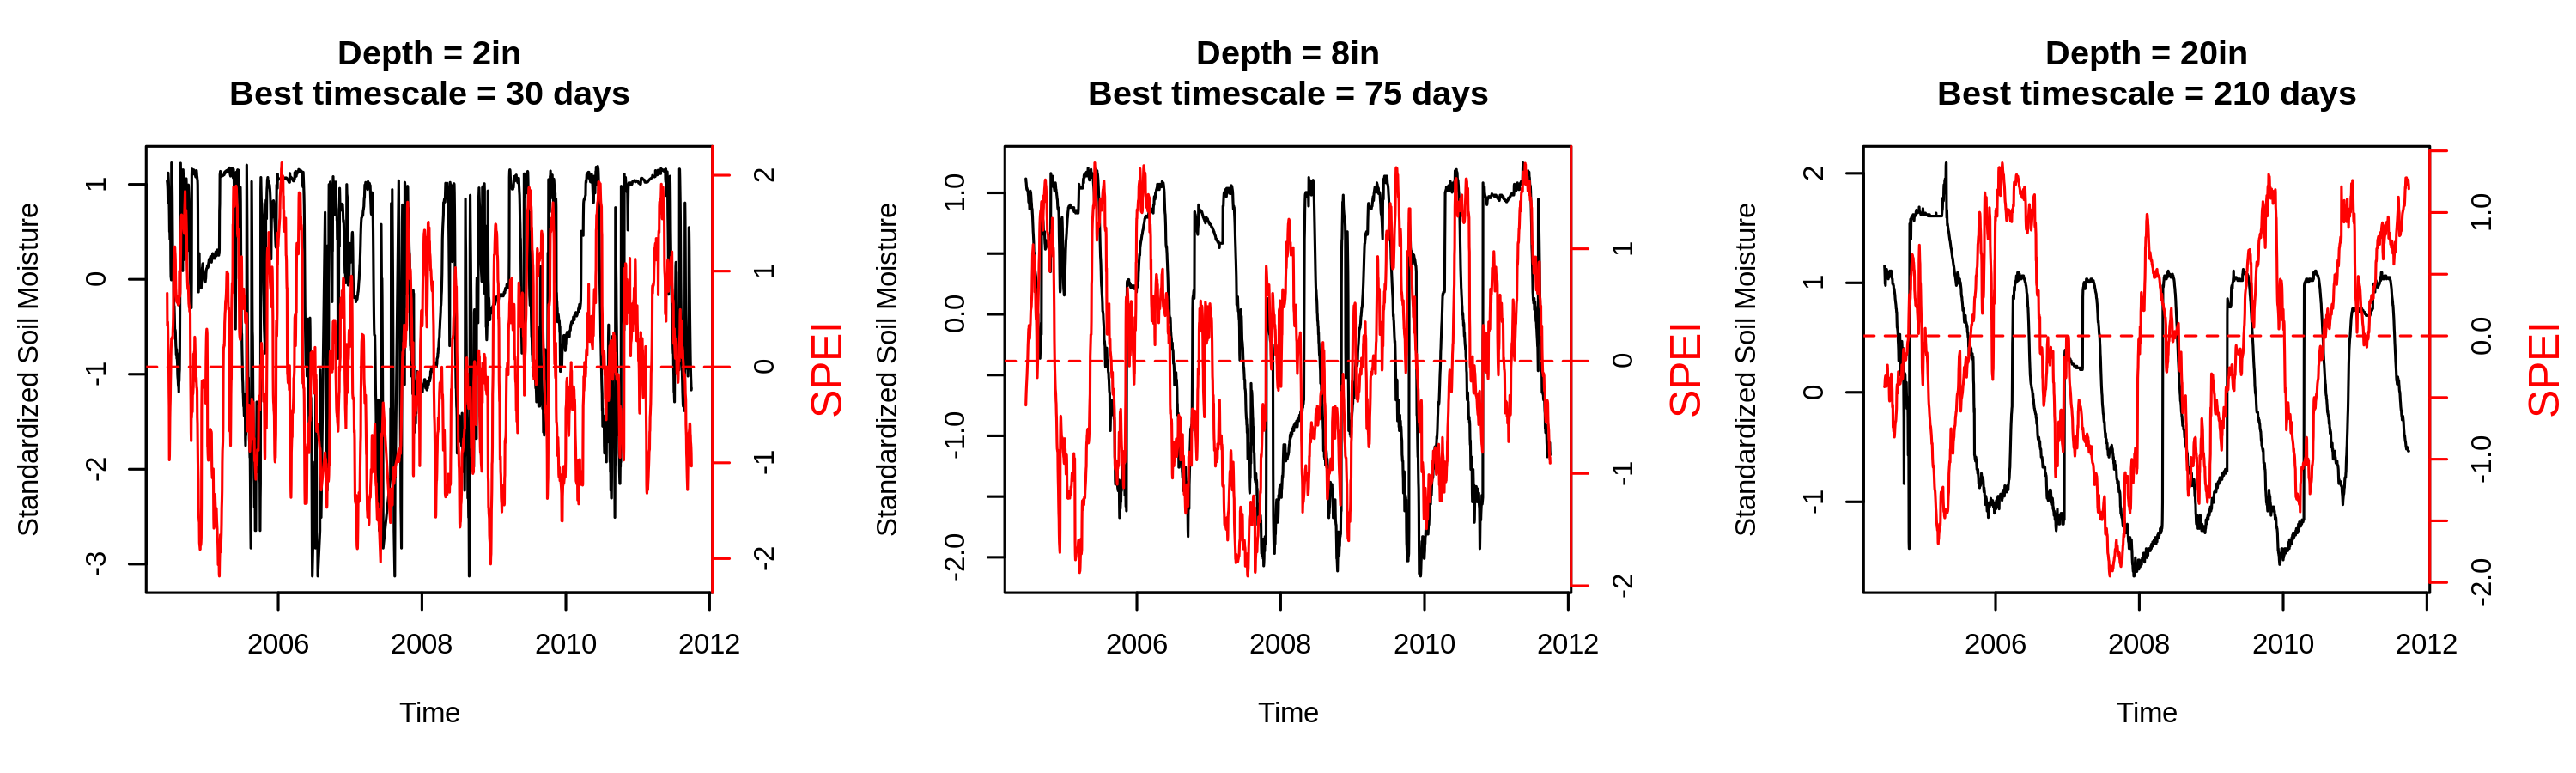 Depth = 2in
Best timescale = 30 days
Standardized Soil Moisture
1
0
-1
-2
-3
2
1
0
-1
-2
SPEI
2006
2008
2010
2012
Time
Depth = 8in
Best timescale = 75 days
Standardized Soil Moisture
1.0
0.0
-1.0
-2.0
1
0
-1
-2
SPEI
2006
2008
2010
2012
Time
Depth = 20in
Best timescale = 210 days
Standardized Soil Moisture
2
1
0
-1
1.0
0.0
-1.0
-2.0
SPEI
2006
2008
2010
2012
Time